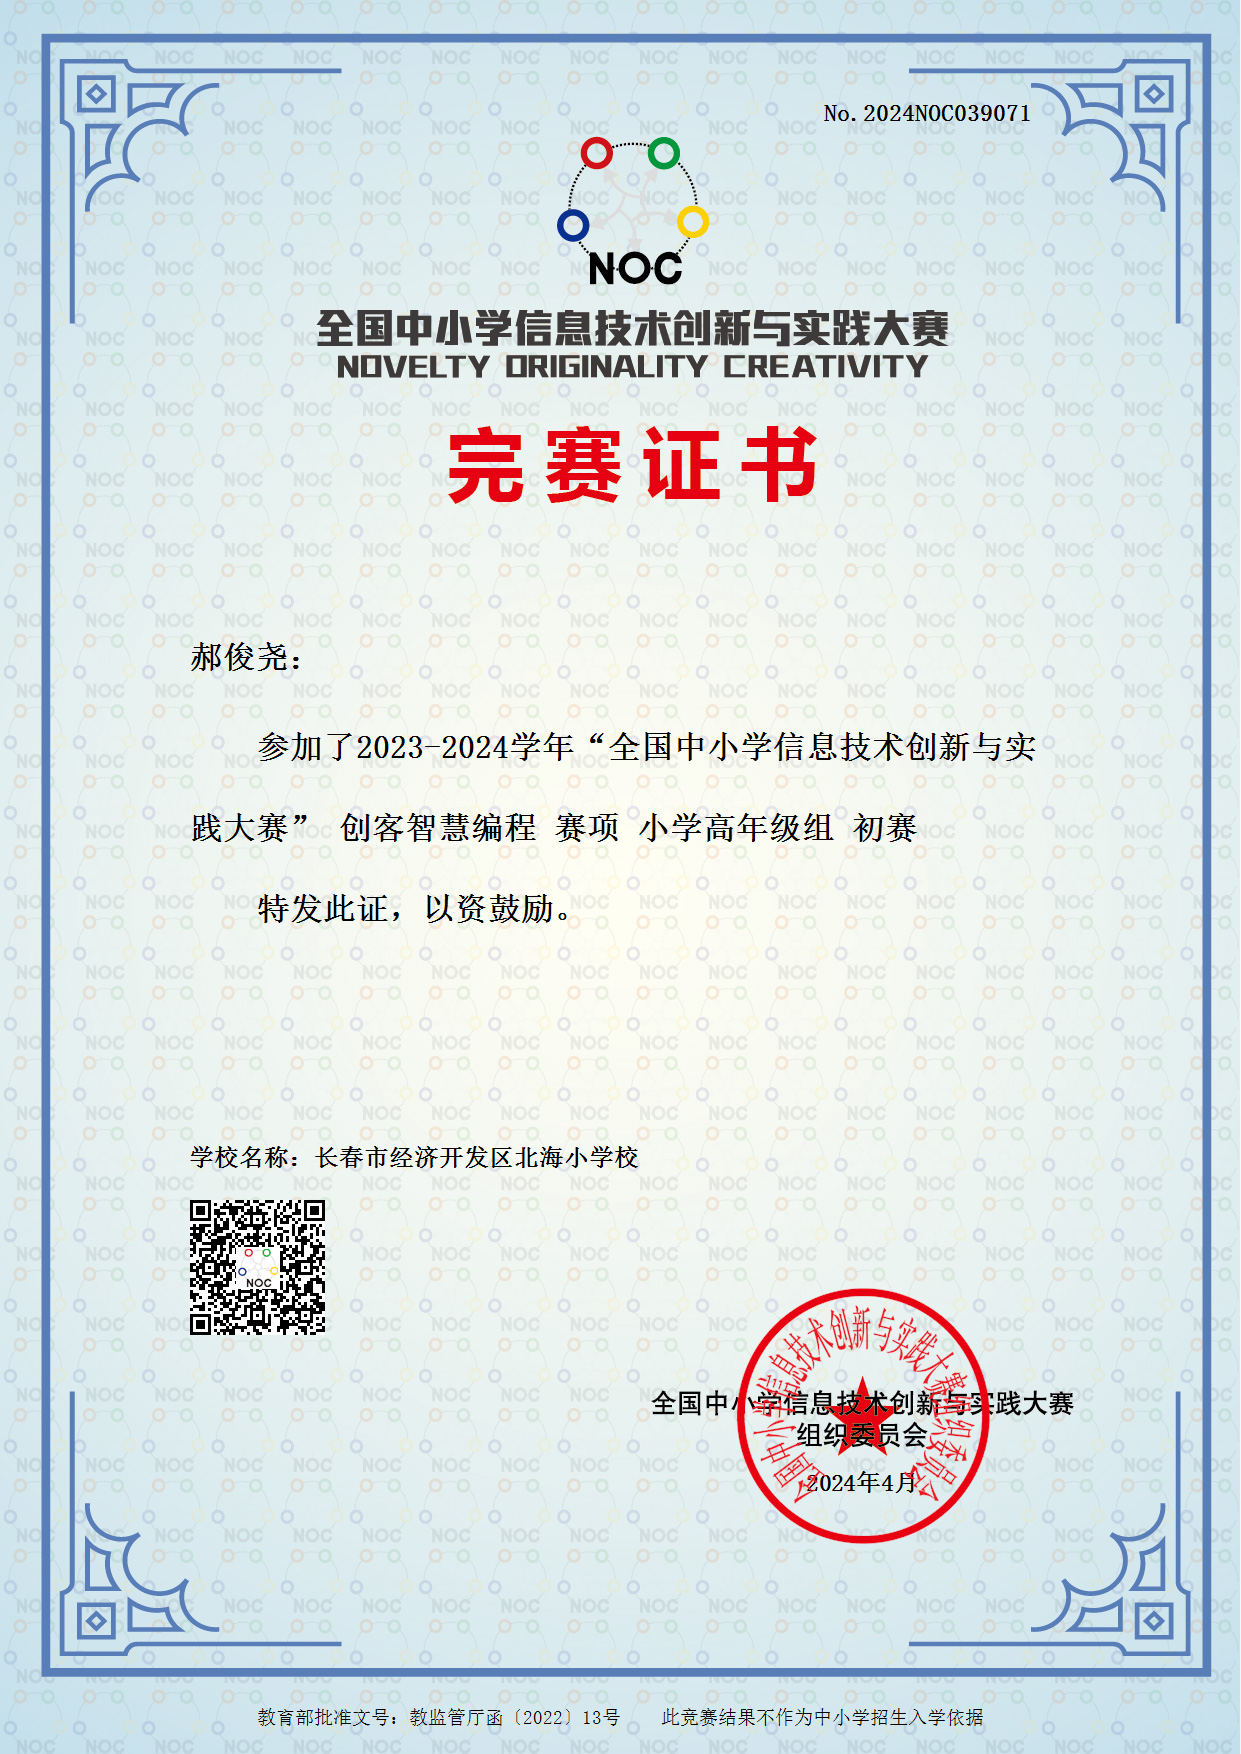 No.2024NOC039071
NOC
全国中小学信息技术创新与实践大赛
NOVELTY ORIGINALITY CREATIVITY
完赛证书
郝俊尧：
参加了2023-2024学年“全国中小学信息技术创新与实
践大赛” 创客智慧编程 赛项 小学高年级组 初赛
特发此证，以资鼓励。
学校名称：长春市经济开发区北海小学校
NOC
全国中小学信息技术创新与实践大赛组织委员会
全国中小学信息技术创新与实践大赛
组织委员会
2024年4月
教育部批准文号：教监管厅函〔2022〕13号 此竞赛结果不作为中小学招生入学依据